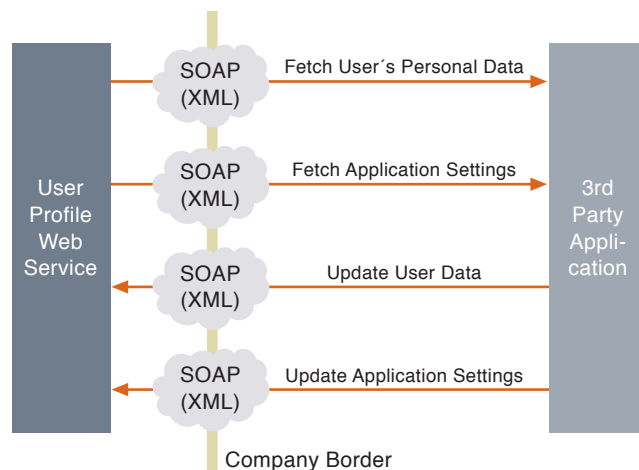 SOAP
(XML)
Fetch User´s Personal Data
SOAP
(XML)
Fetch Application Settings
User
Profile
Web
Service
3rd
Party
Appli-
cation
SOAP
(XML)
Update User Data
SOAP
(XML)
Update Application Settings
Company Border